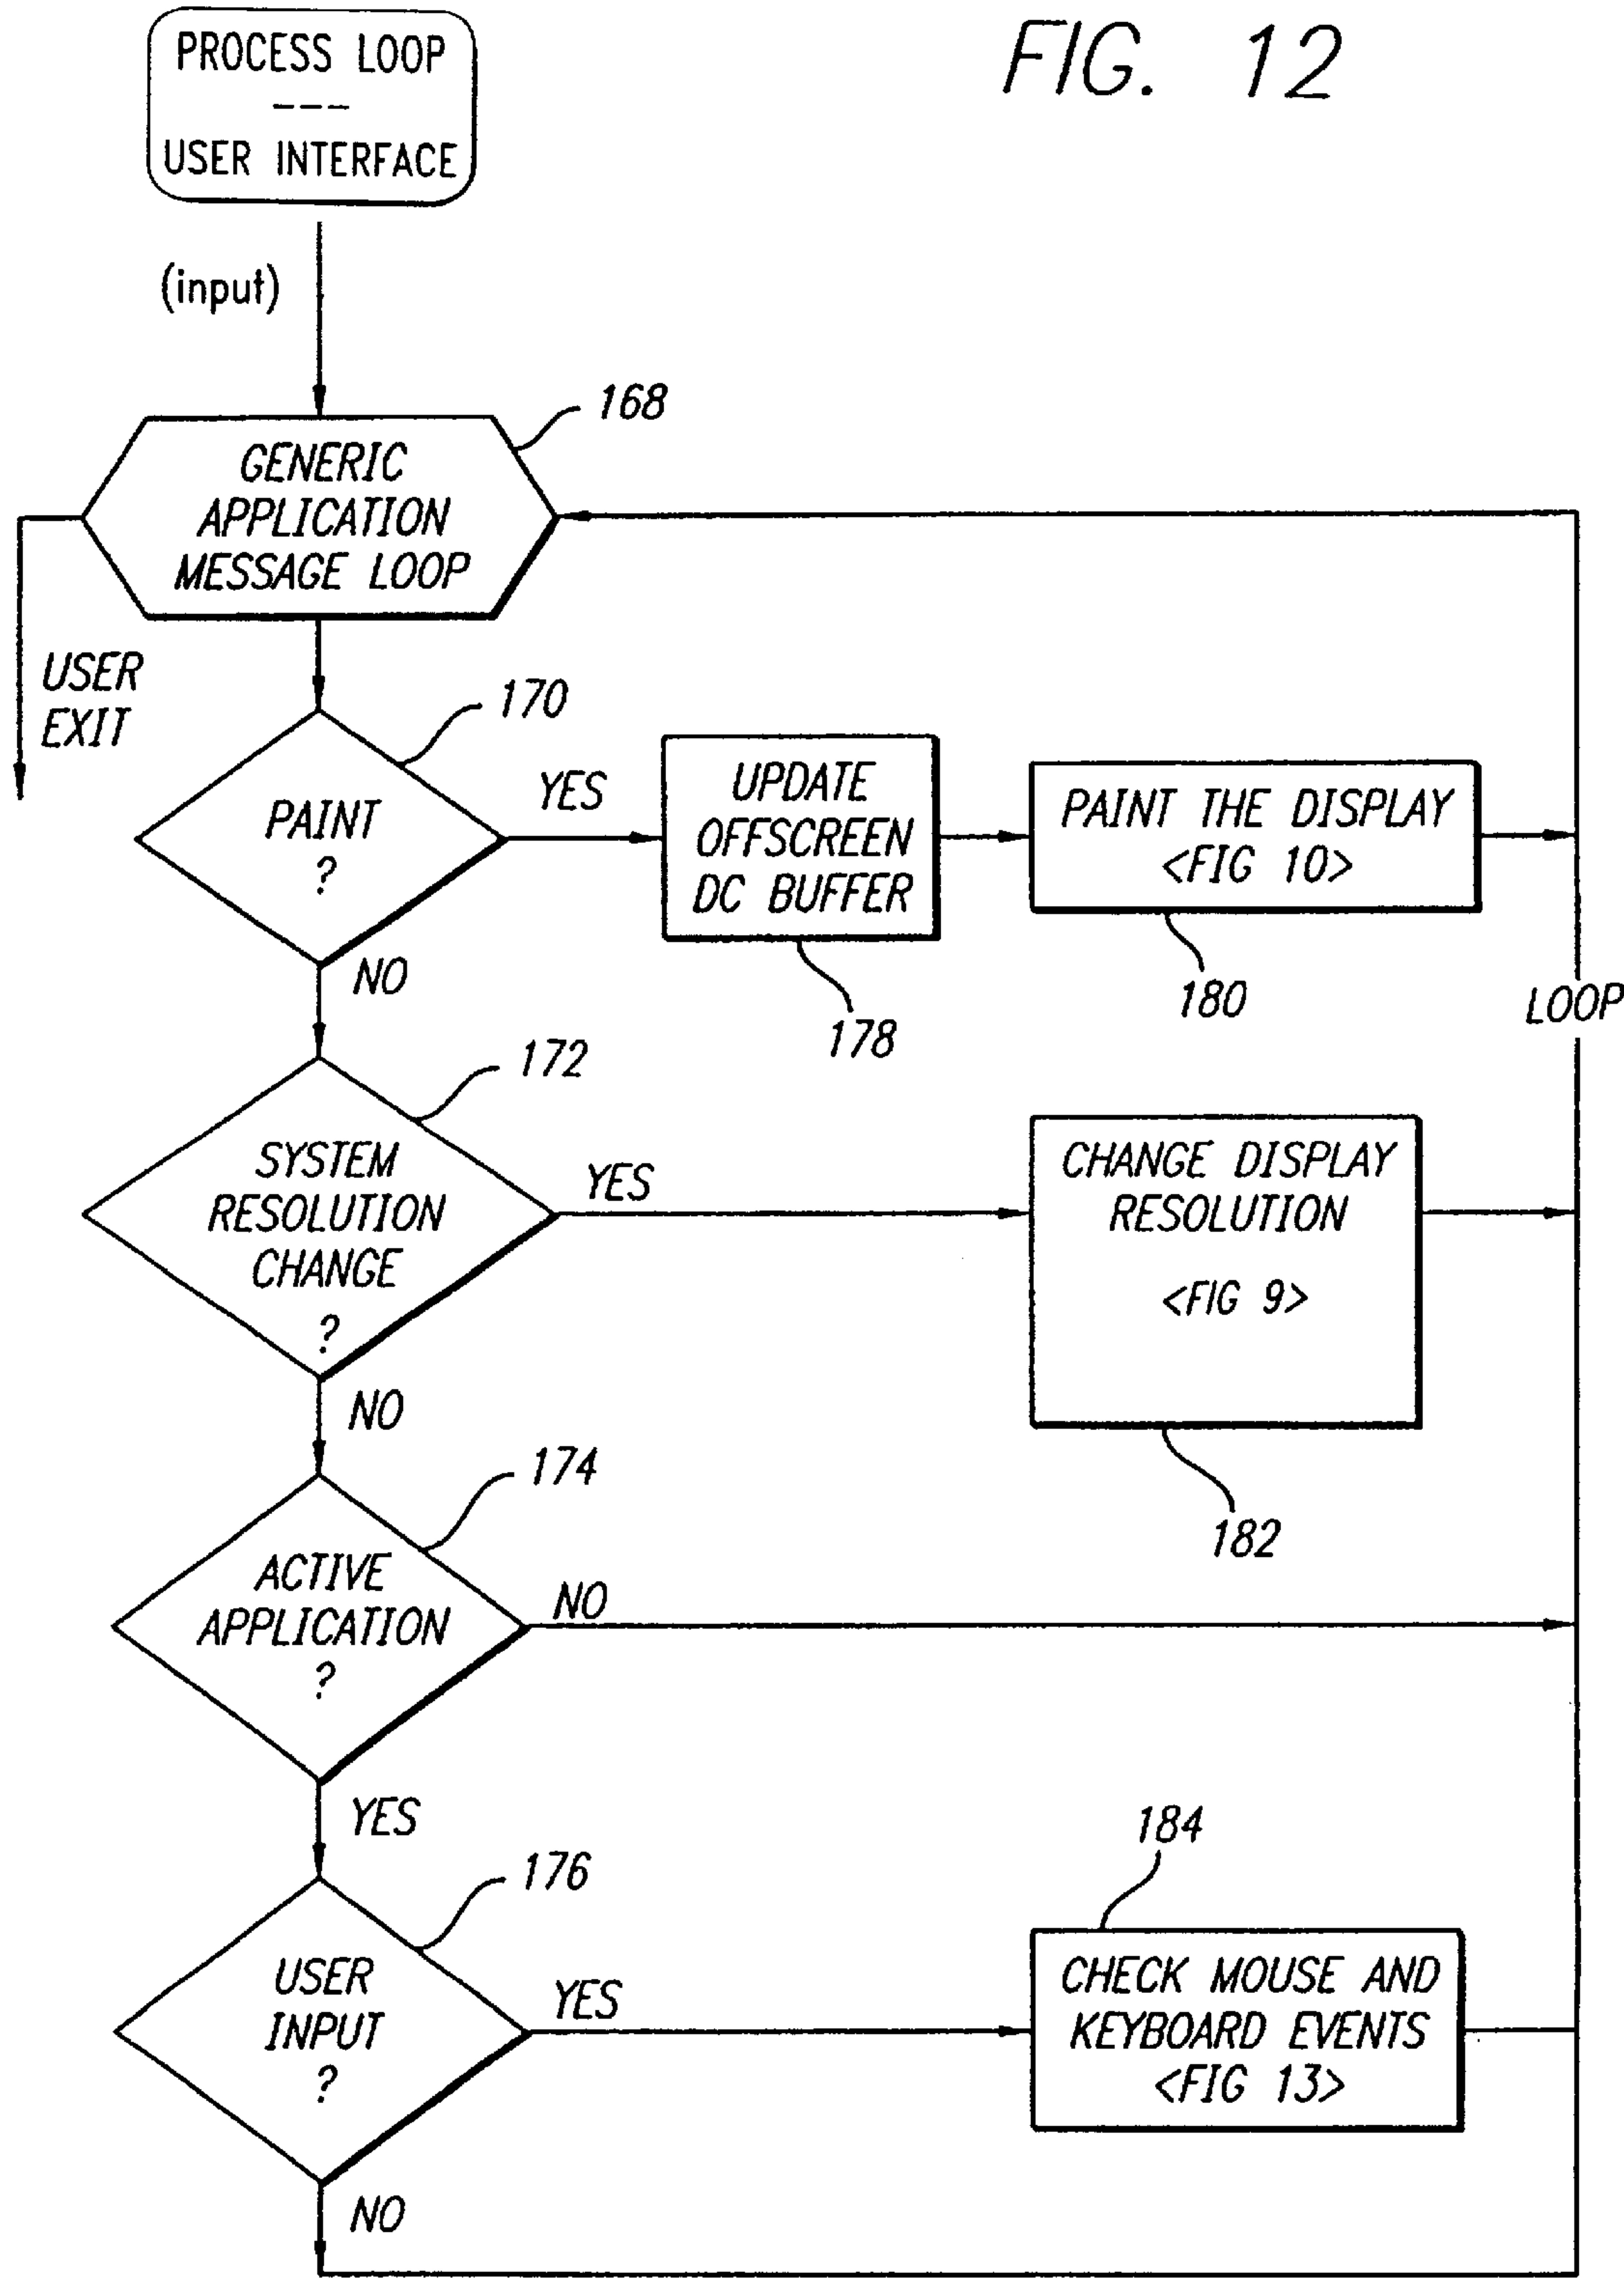 FIG. 12
PROCESS LOOP
---
USER INTERFACE
(input)
168
GENERIC
APPLICATION
MESSAGE LOOP
USER
EXIT
170
PAINT
?
YES
UPDATE
OFFSCREEN
DC BUFFER
178
PAINT THE DISPLAY
<FIG 10>
180
LOOP
NO
172
SYSTEM
RESOLUTION
CHANGE
?
YES
CHANGE DISPLAY
RESOLUTION
<FIG 9>
182
NO
174
ACTIVE
APPLICATION
?
NO
YES
176
USER
INPUT
?
YES
184
CHECK MOUSE AND
KEYBOARD EVENTS
<FIG 13>
NO